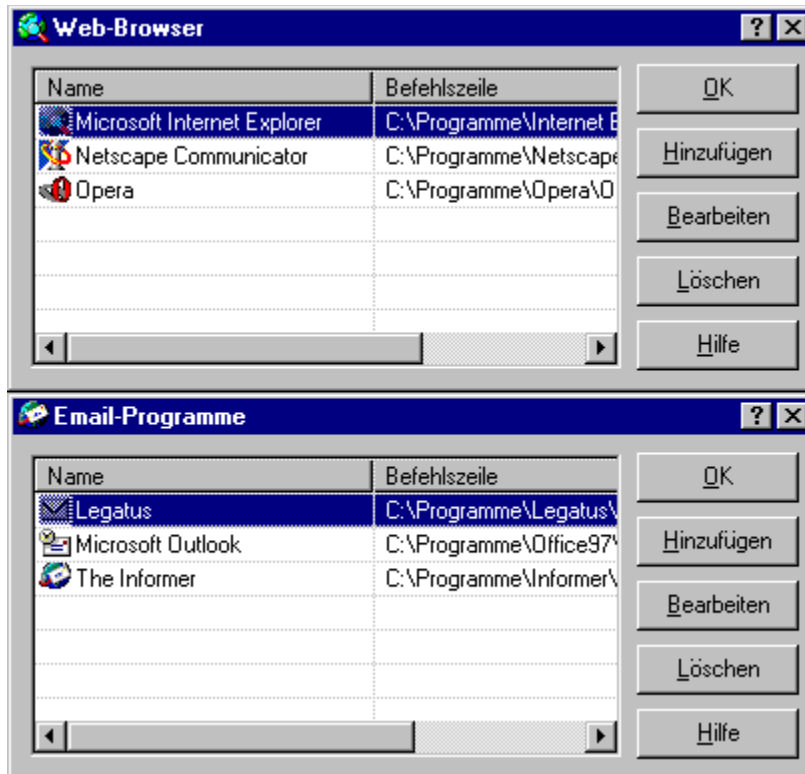 Web-Browser
Name Befehlszeile
Microsoft Internet Explorer C:\Programme\Internet E
Netscape Communicator C:\Programme\Netscape
Opera C:\Programme\Opera\O
OK
Hinzufügen
Bearbeiten
Löschen
Hilfe
Email-Programme
Name Befehlszeile
Legatus C:\Programme\Legatus\
Microsoft Outlook C:\Programme\Office97\
The Informer C:\Programme\Informer\
OK
Hinzufügen
Bearbeiten
Löschen
Hilfe